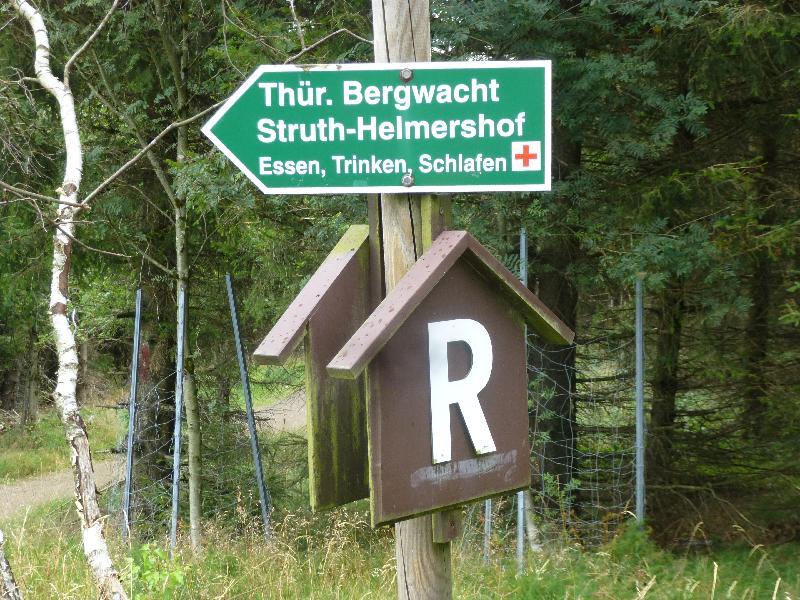 Thür. Bergwacht
Struth-Helmershof
Essen, Trinken, Schlafen
R